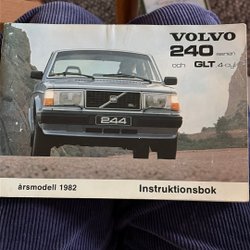 VOLVO
240 serien
och GLT 4-cyl
244
årsmodell 1982
Instruktionsbok